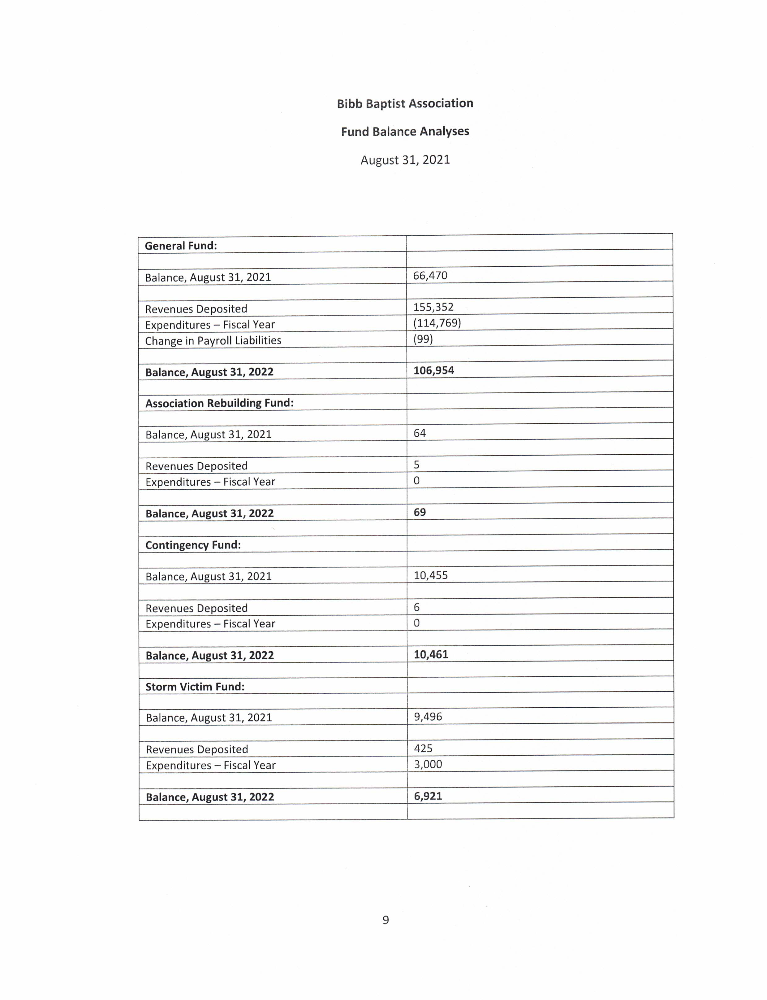 Bibb Baptist Association
Fund Balance Analyses
August 31, 2021
General Fund:
Balance, August 31, 2021 66,470
Revenues Deposited 155,352
Expenditures – Fiscal Year (114,769)
Change in Payroll Liabilities (99)
Balance, August 31, 2022 106,954
Association Rebuilding Fund:
Balance, August 31, 2021 64
Revenues Deposited 5
Expenditures – Fiscal Year 0
Balance, August 31, 2022 69
Contingency Fund:
Balance, August 31, 2021 10,455
Revenues Deposited 6
Expenditures – Fiscal Year 0
Balance, August 31, 2022 10,461
Storm Victim Fund:
Balance, August 31, 2021 9,496
Revenues Deposited 425
Expenditures – Fiscal Year 3,000
Balance, August 31, 2022 6,921
9